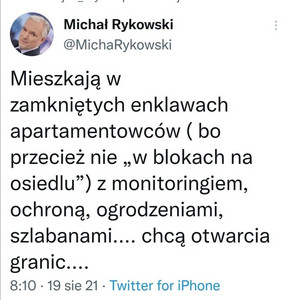 Michał Rykowski
@MichaRykowski
Mieszkają w
zamkniętych enklawach
apartamentowców ( bo
przecież nie „w blokach na
osiedlu”) z monitoringiem,
ochroną, ogrodzeniami,
szlabanami.... chcą otwarcia
granic....
8:10 · 19 sie 21 · Twitter for iPhone